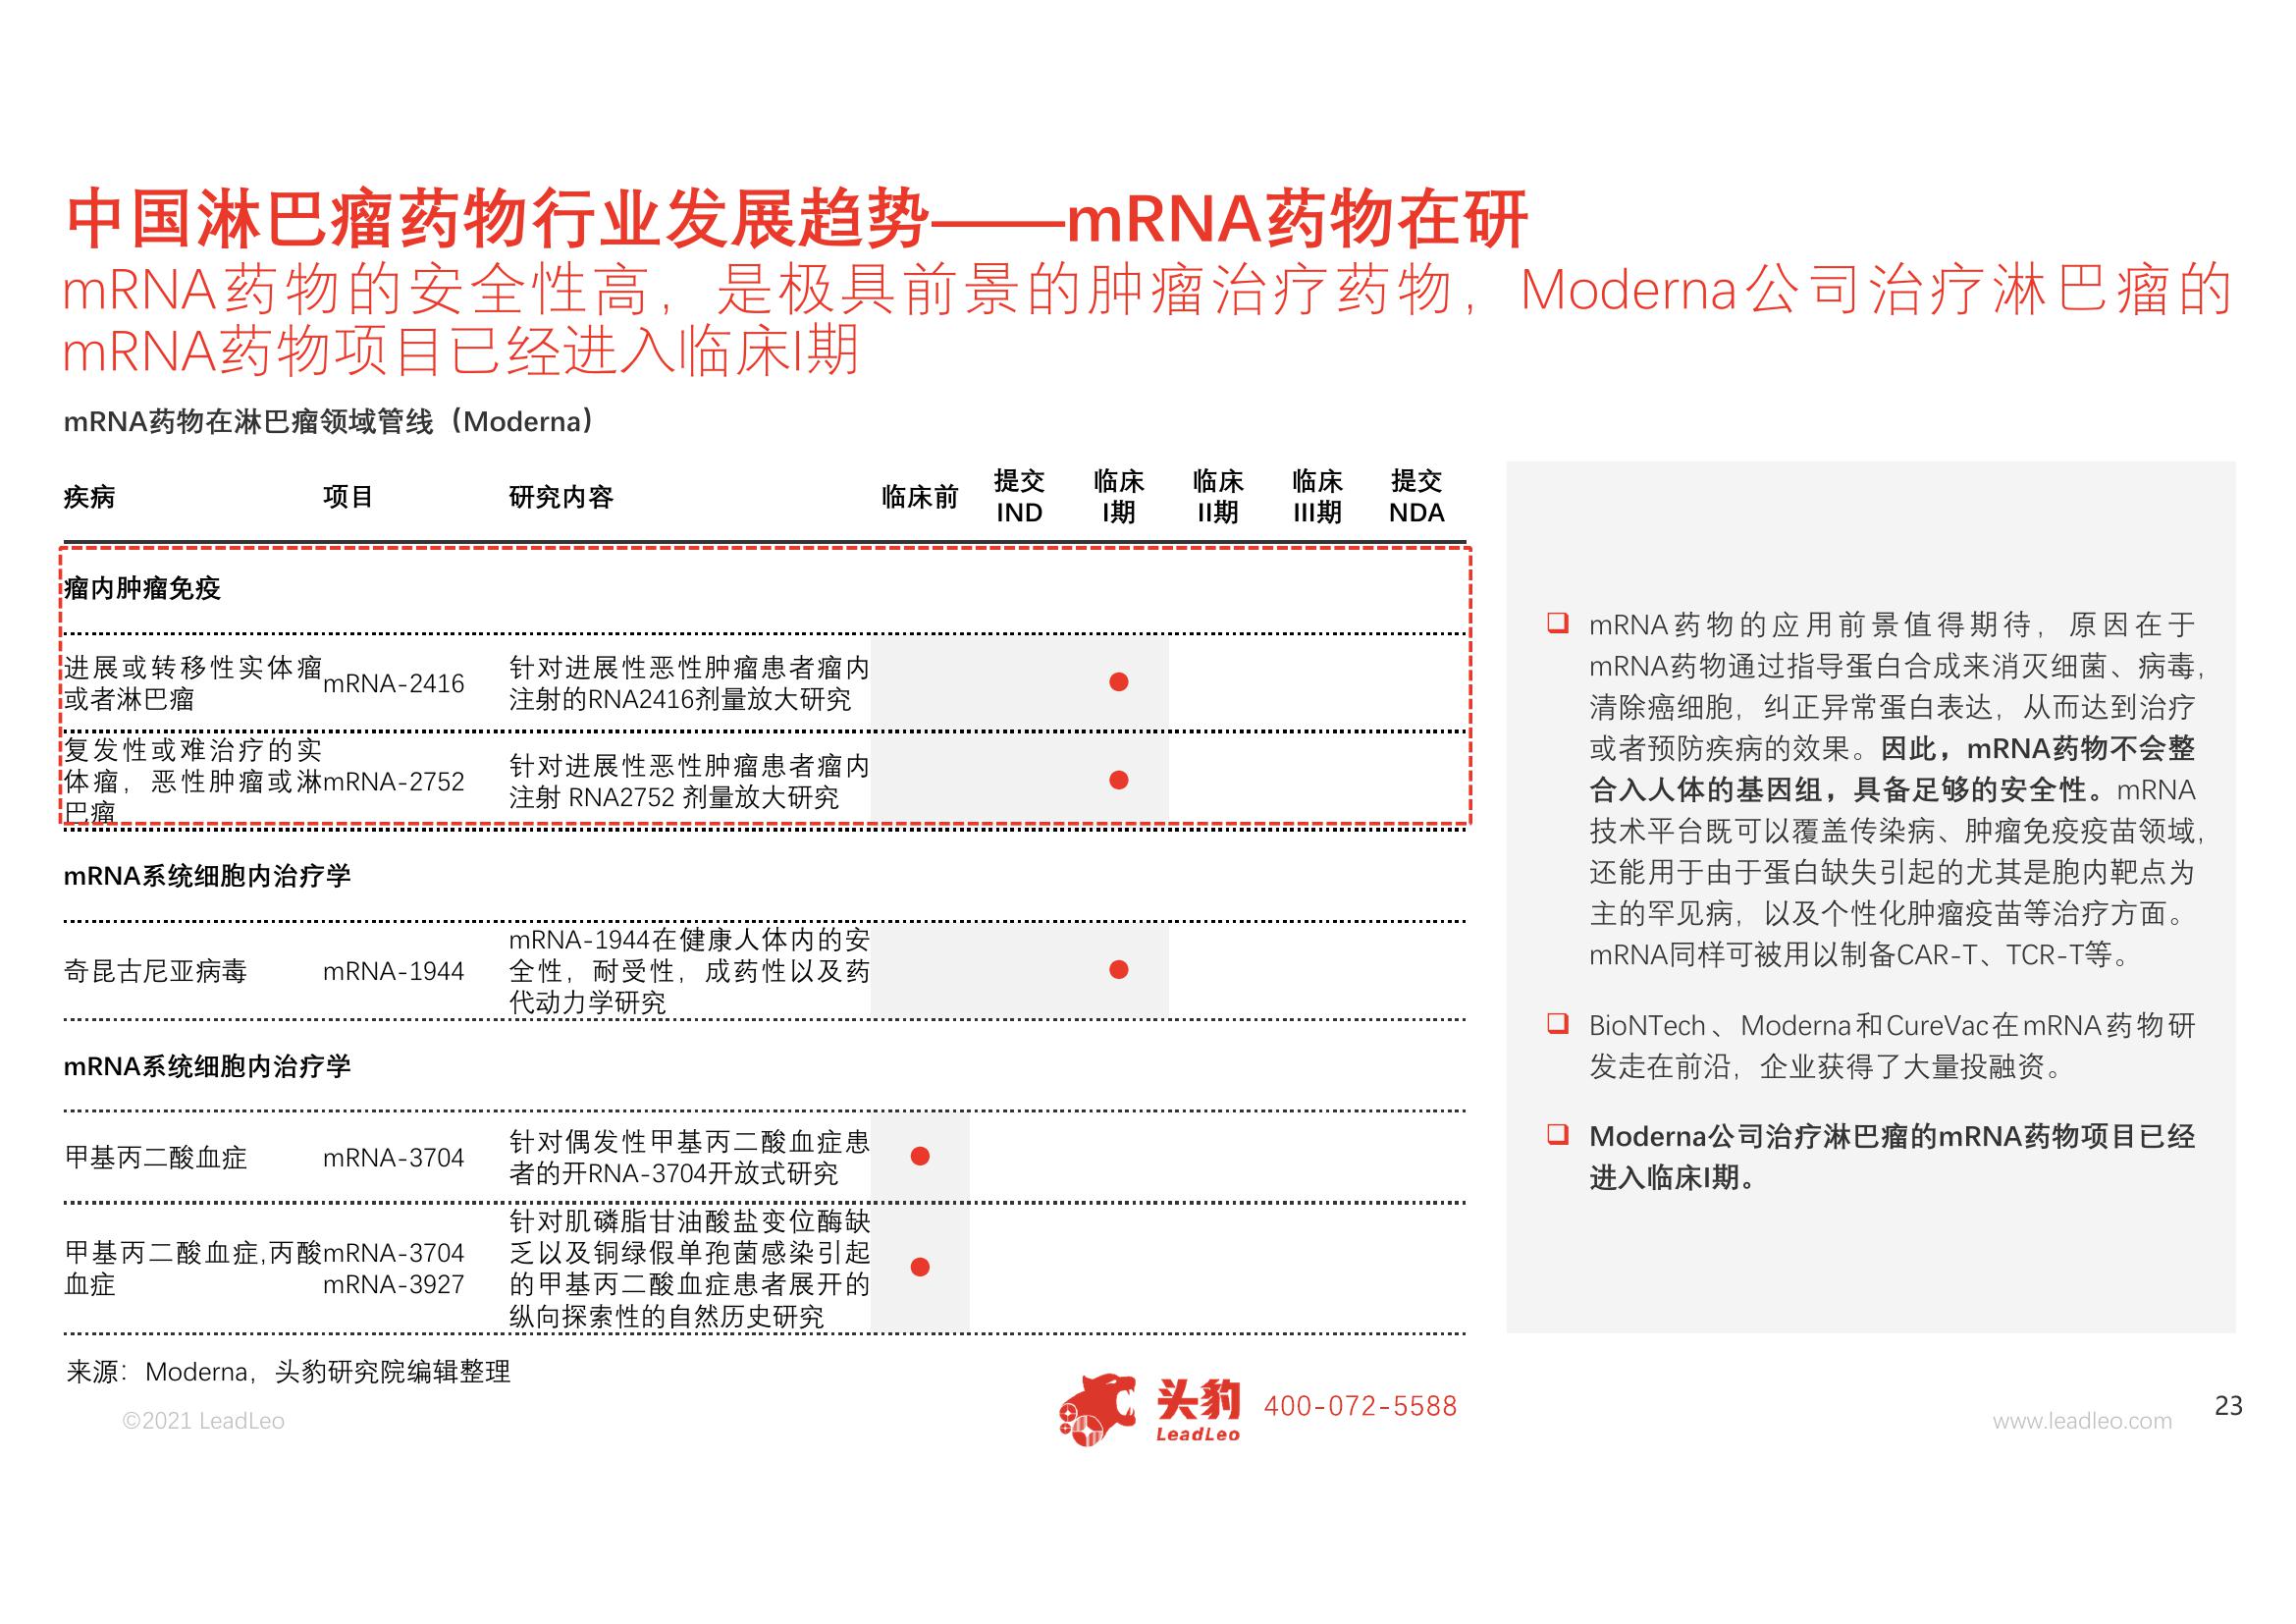 中国淋巴瘤药物行业发展趋势——mRNA药物在研
mRNA药物的安全性高，是极具前景的肿瘤治疗药物，Moderna公司治疗淋巴瘤的
mRNA药物项目已经进入临床I期
mRNA药物在淋巴瘤领域管线（Moderna）
疾病 项目 研究内容 临床前 提交 临床 临床 临床 提交
IND I期 II期 III期 NDA
瘤内肿瘤免疫
进展或转移性实体瘤
或者淋巴瘤
mRNA-2416
针对进展性恶性肿瘤患者瘤内
注射的RNA2416剂量放大研究
复发性或难治疗的实
体瘤，恶性肿瘤或淋
巴瘤
mRNA-2752
针对进展性恶性肿瘤患者瘤内
注射 RNA2752 剂量放大研究
mRNA系统细胞内治疗学
奇昆古尼亚病毒
mRNA-1944
mRNA-1944在健康人体内的安
全性，耐受性，成药性以及药
代动力学研究
mRNA系统细胞内治疗学
甲基丙二酸血症
mRNA-3704
针对偶发性甲基丙二酸血症患
者的开RNA-3704开放式研究
甲基丙二酸血症,丙酸
血症
mRNA-3704
mRNA-3927
针对肌磷脂甘油酸盐变位酶缺
乏以及铜绿假单孢菌感染引起
的甲基丙二酸血症患者展开的
纵向探索性的自然历史研究
mRNA药物的应用前景值得期待，原因在于
mRNA药物通过指导蛋白合成来消灭细菌、病毒，
清除癌细胞，纠正异常蛋白表达，从而达到治疗
或者预防疾病的效果。因此，mRNA药物不会整
合入人体的基因组，具备足够的安全性。mRNA
技术平台既可以覆盖传染病、肿瘤免疫疫苗领域，
还能用于由于蛋白缺失引起的尤其是胞内靶点为
主的罕见病，以及个性化肿瘤疫苗等治疗方面。
mRNA同样可被用以制备CAR-T、TCR-T等。
BioNTech、Moderna和CureVac在mRNA药物研
发走在前沿，企业获得了大量投融资。
Moderna公司治疗淋巴瘤的mRNA药物项目已经
进入临床I期。
来源：Moderna，头豹研究院编辑整理
©2021 LeadLeo
头豹
LeadLeo
400-072-5588
www.leadleo.com
23